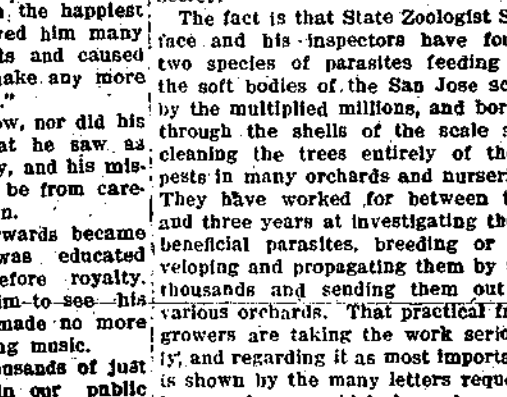 the happiest
ved him many
ts and caused
nake any more
."
ow, nor did his
at he saw as
y, and his mis-
be from care-
n.
rwards became
was educated
efore royalty.
im to see his
made no more
ng music.
ousands of just
in our public
The fact is that State Zoologist S
face and his inspectors have fou
two species of parasites feeding
the soft bodies of the San Jose sc
by the multiplied millions, and bor
through the shells of the scale s
cleaning the trees entirely of th
pests in many orchards and nurseri
They have worked for between t
and three years at investigating the
beneficial parasites, breeding or
veloping and propagating them by
thousands and sending them out
various orchards. That practical fr
growers are taking the work serio
ly, and regarding it as most importa
is shown by the many letters reque